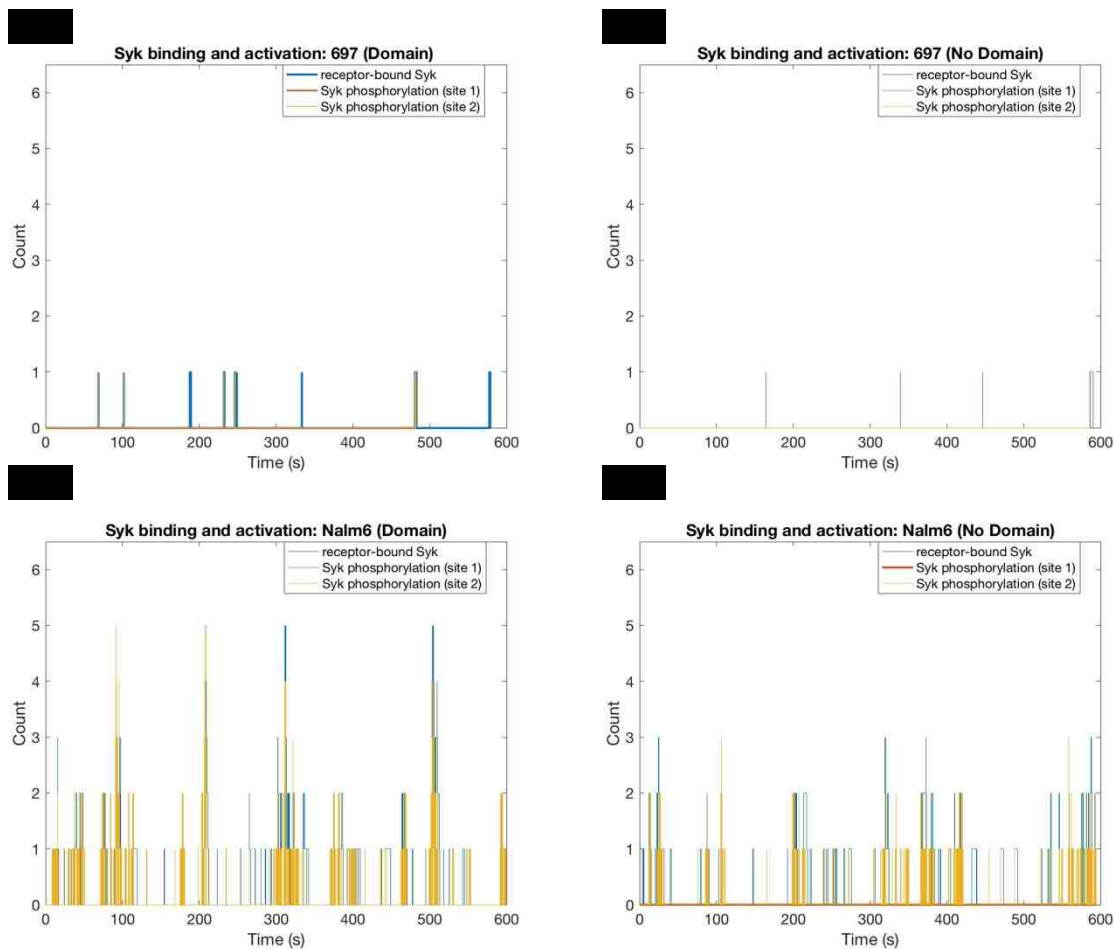 Syk binding and activation: 697 (Domain)
receptor-bound Syk
Syk phosphorylation (site 1)
Syk phosphorylation (site 2)
6
5
4
3
2
1
0
Count
0 100 200 300 400 500 600
Time (s)
Syk binding and activation: 697 (No Domain)
receptor-bound Syk
Syk phosphorylation (site 1)
Syk phosphorylation (site 2)
6
5
4
3
2
1
0
Count
0 100 200 300 400 500 600
Time (s)
Syk binding and activation: Nalm6 (Domain)
receptor-bound Syk
Syk phosphorylation (site 1)
Syk phosphorylation (site 2)
6
5
4
3
2
1
0
Count
0 100 200 300 400 500 600
Time (s)
Syk binding and activation: Nalm6 (No Domain)
receptor-bound Syk
Syk phosphorylation (site 1)
Syk phosphorylation (site 2)
6
5
4
3
2
1
0
Count
0 100 200 300 400 500 600
Time (s)